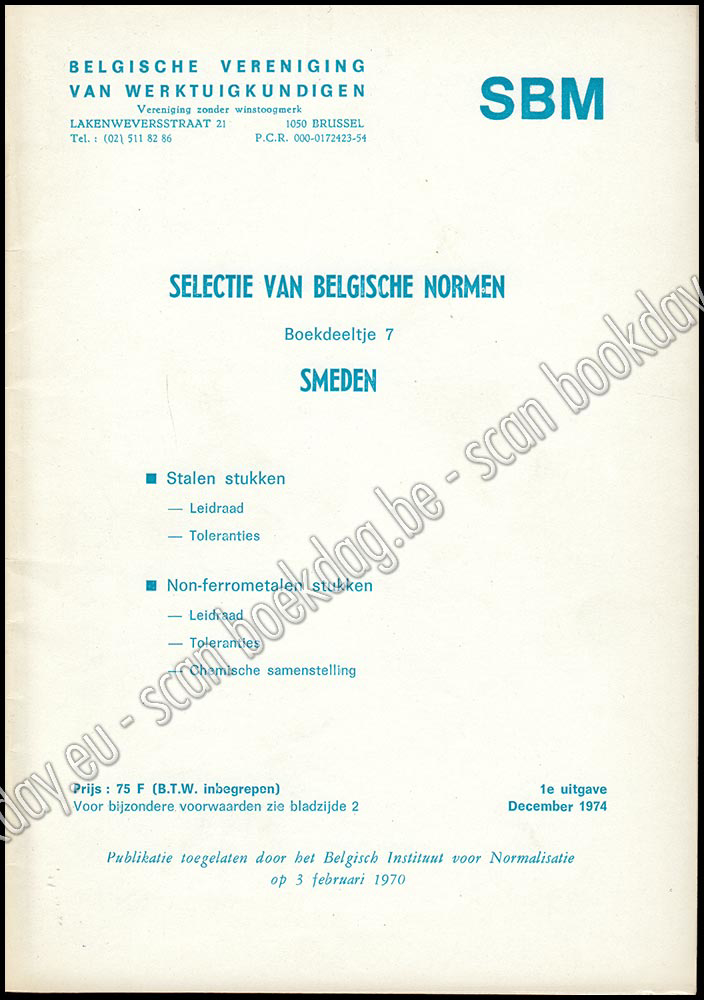 BELGISCHE VERENIGING
VAN WERKTUIGKUNDIGEN
Vereniging zonder winstoogmerk
LAKENWEVERSSTRAAT 21 1050 BRUSSEL
Tel. : (02) 511 82 86 P.C.R. 000-0172423-54
SBM
SELECTIE VAN BELGISCHE NORMEN
Boekdeeltje 7
SMEDEN
■ Stalen stukken
— Leidraad
— Toleranties
■ Non-ferrometalen stukken
— Leidraad
— Toleranties
— Chemische samenstelling
Prijs : 75 F (B.T.W. inbegrepen)
Voor bijzondere voorwaarden zie bladzijde 2
1e uitgave
December 1974
Publikatie toegelaten door het Belgisch Instituut voor Normalisatie
op 3 februari 1970
kday.eu - scan boekdag.be - scan bookday